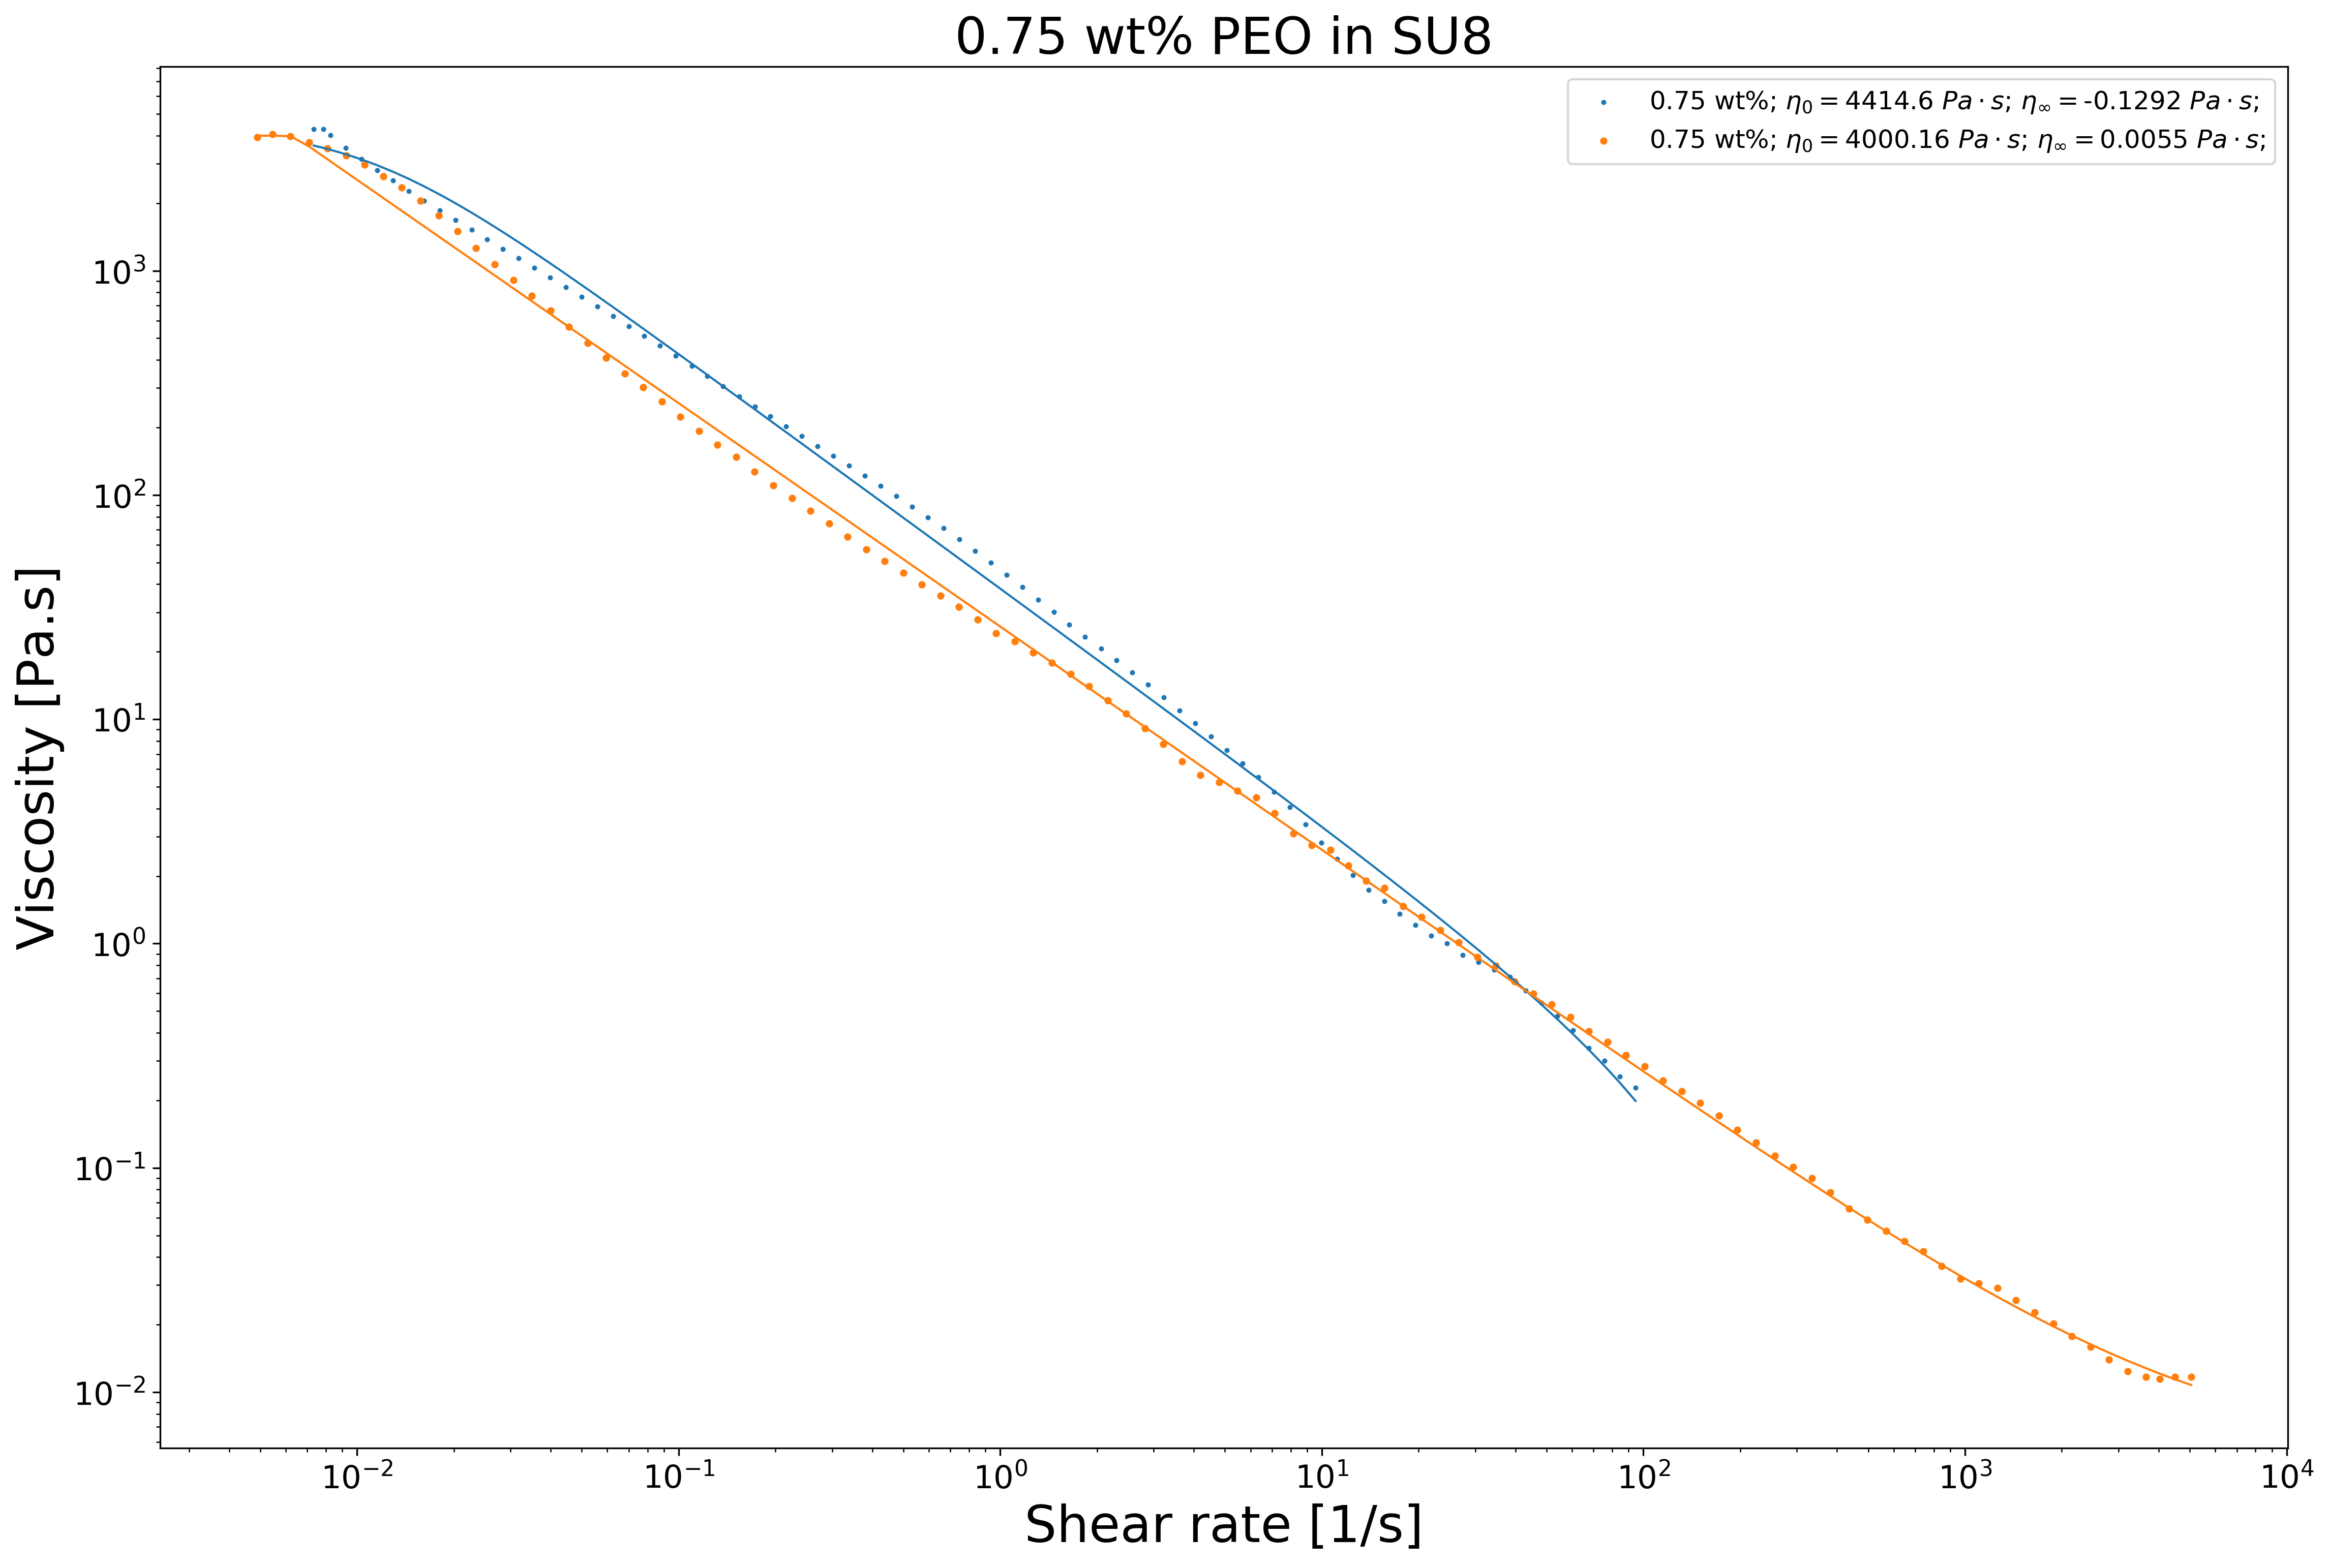 0.75 wt% PEO in SU8
0.75 wt%; η₀ = 4414.6 Pa · s; η∞ = -0.1292 Pa · s;
0.75 wt%; η₀ = 4000.16 Pa · s; η∞ = 0.0055 Pa · s;
Viscosity [Pa.s]
10³
10²
10¹
10⁰
10⁻¹
10⁻²
10⁻² 10⁻¹ 10⁰ 10¹ 10² 10³ 10⁴
Shear rate [1/s]